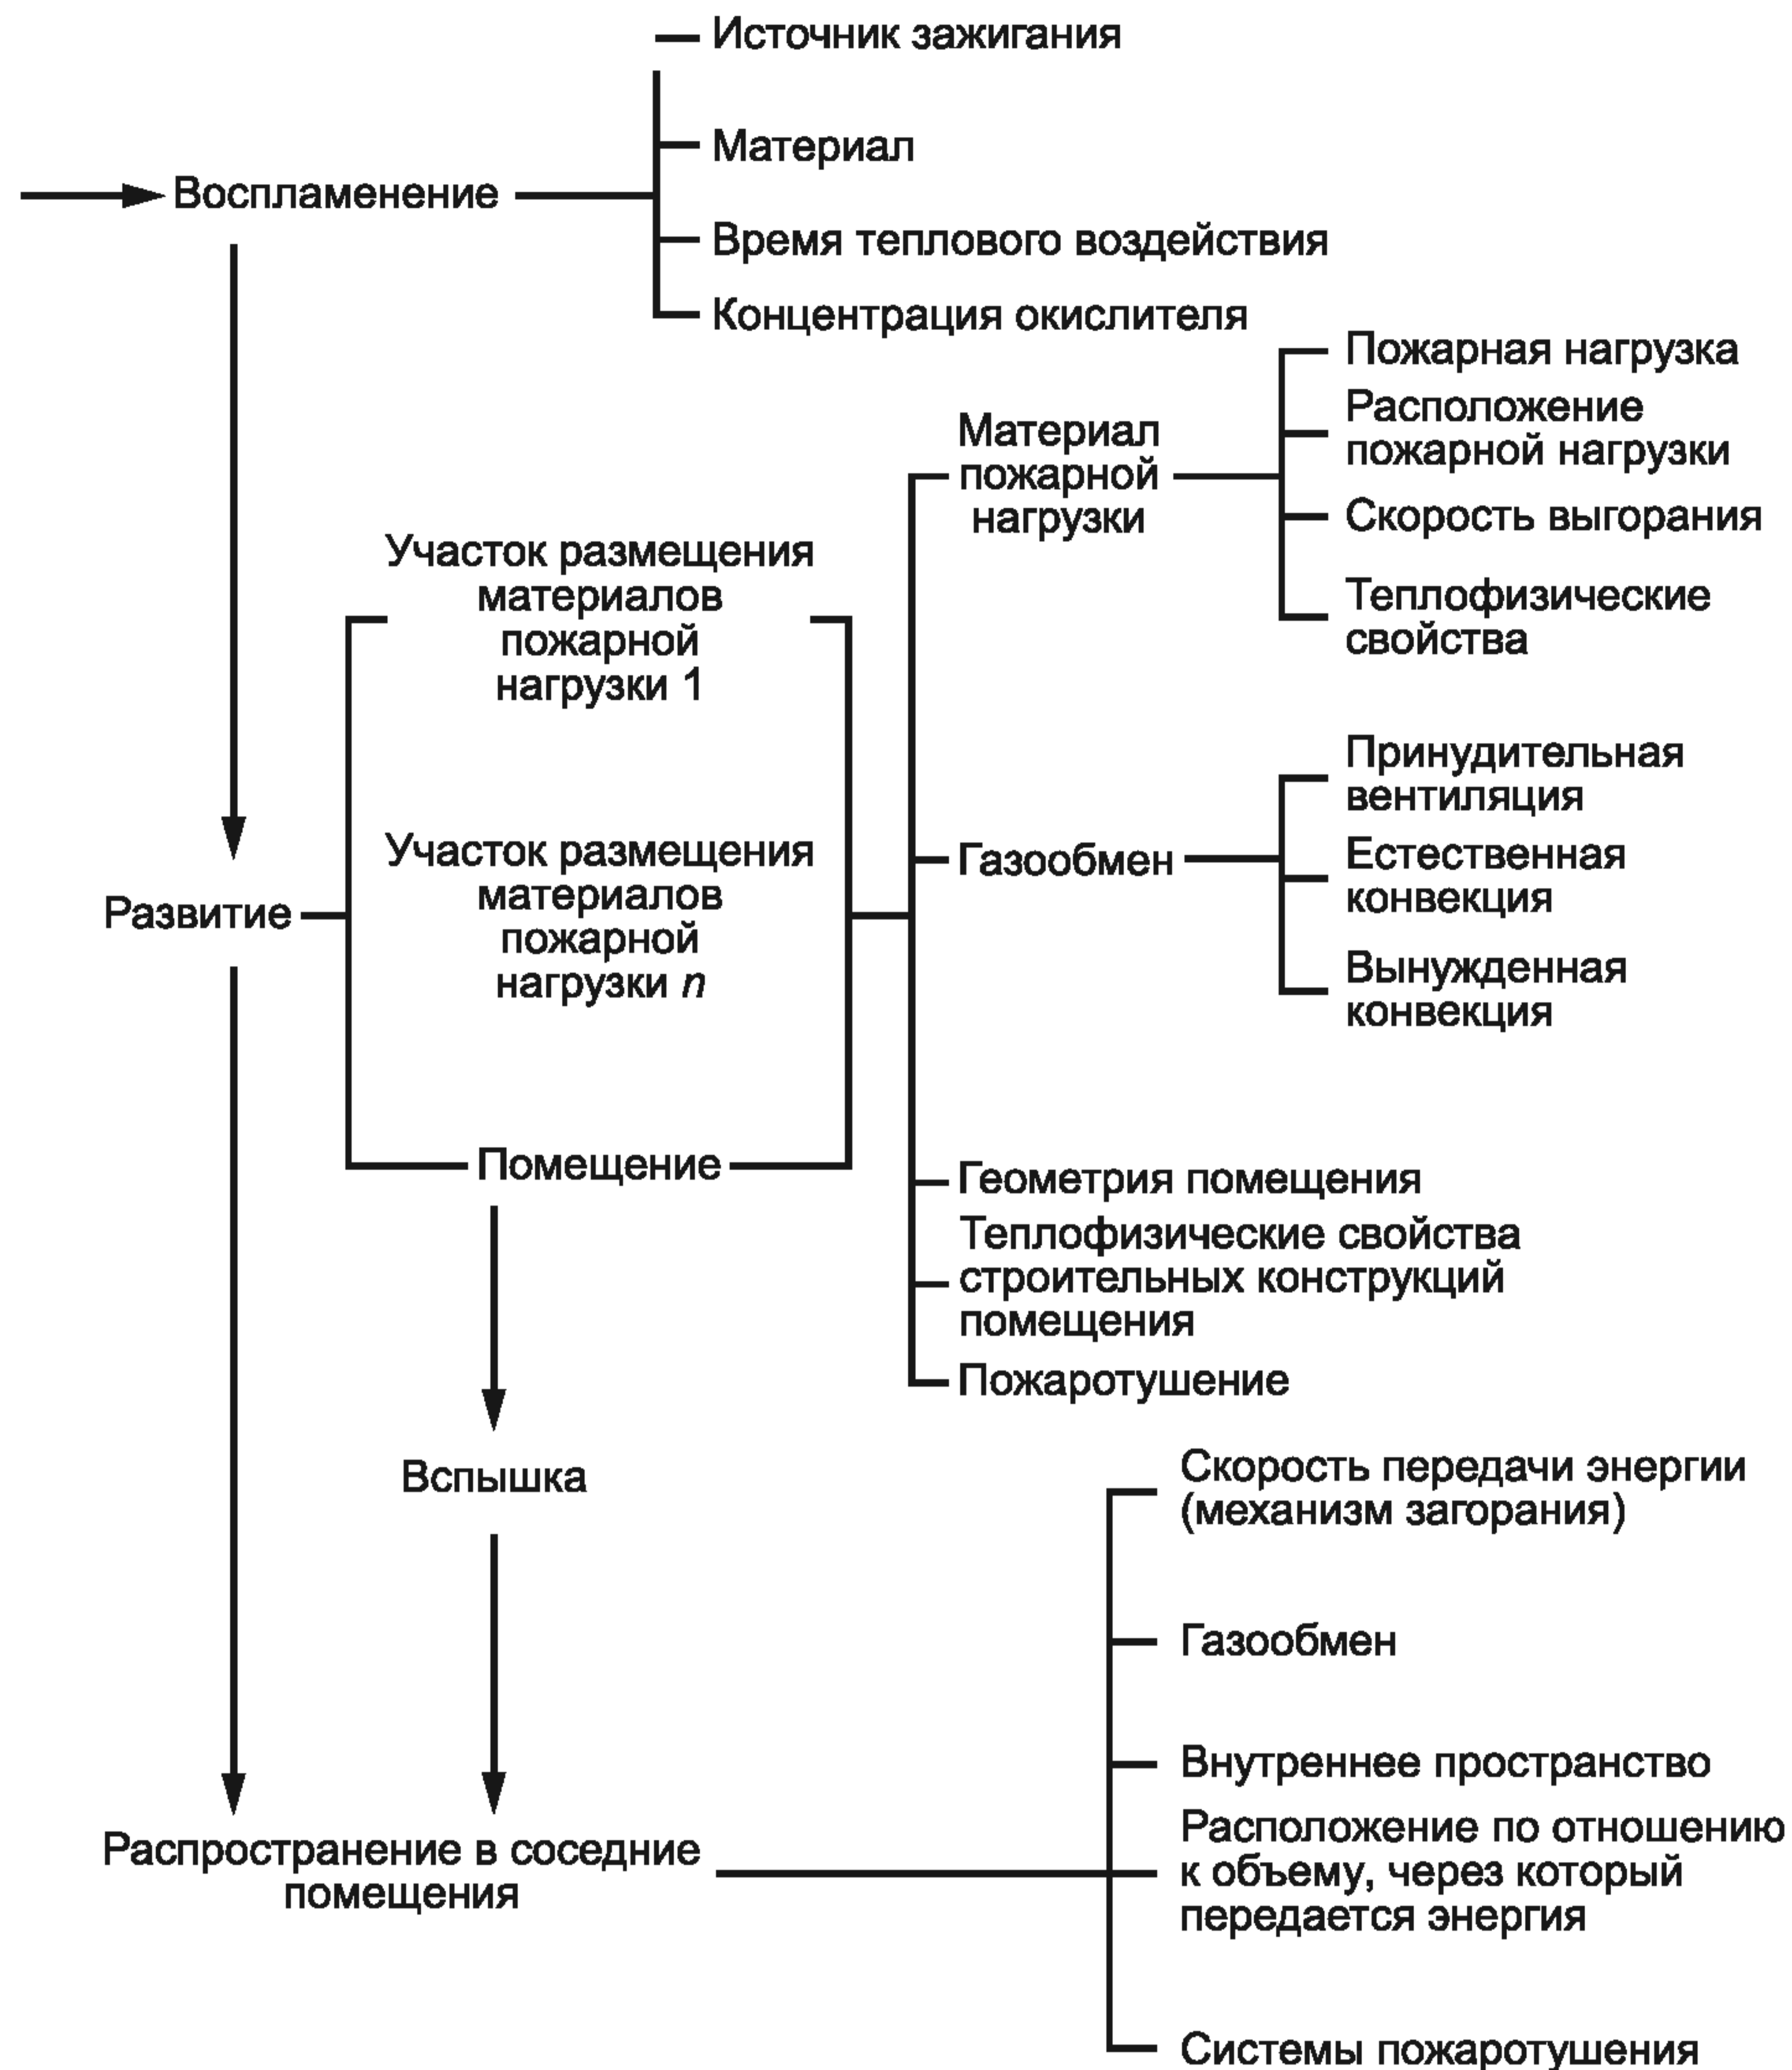 Источник зажигания
Материал
Воспламенение
Время теплового воздействия
Концентрация окислителя
Пожарная нагрузка
Расположение
пожарной нагрузки
Материал
пожарной
нагрузки
Скорость выгорания
Теплофизические
свойства
Участок размещения
материалов
пожарной
нагрузки 1
Принудительная
вентиляция
Участок размещения
материалов
пожарной
нагрузки n
Газообмен
Естественная
конвекция
Развитие
Вынужденная
конвекция
Помещение
Геометрия помещения
Теплофизические свойства
строительных конструкций
помещения
Пожаротушение
Вспышка
Скорость передачи энергии
(механизм загорания)
Газообмен
Внутреннее пространство
Распространение в соседние
помещения
Расположение по отношению
к объему, через который
передается энергия
Системы пожаротушения